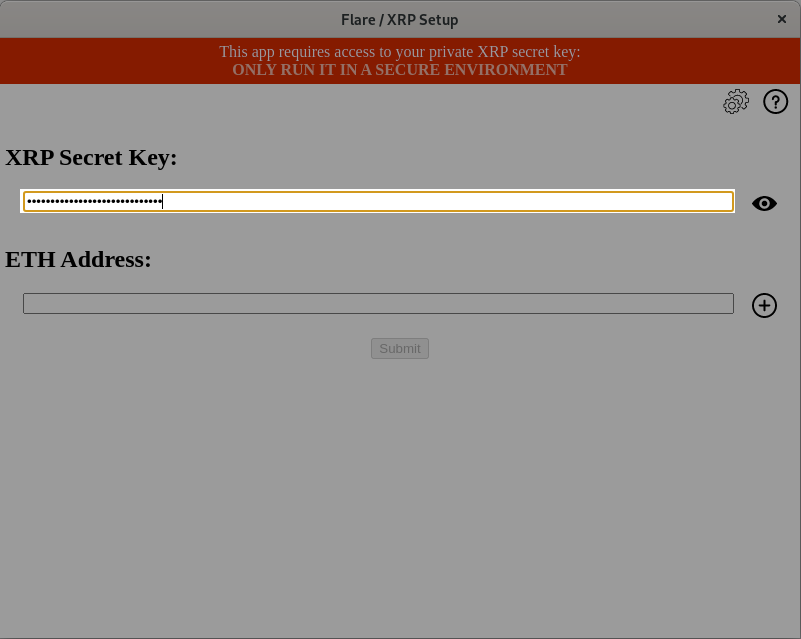 Flare / XRP Setup
×
This app requires access to your private XRP secret key:
ONLY RUN IT IN A SECURE ENVIRONMENT
?
XRP Secret Key:
•••••••••••••••••••••••••••••
ETH Address:
Submit